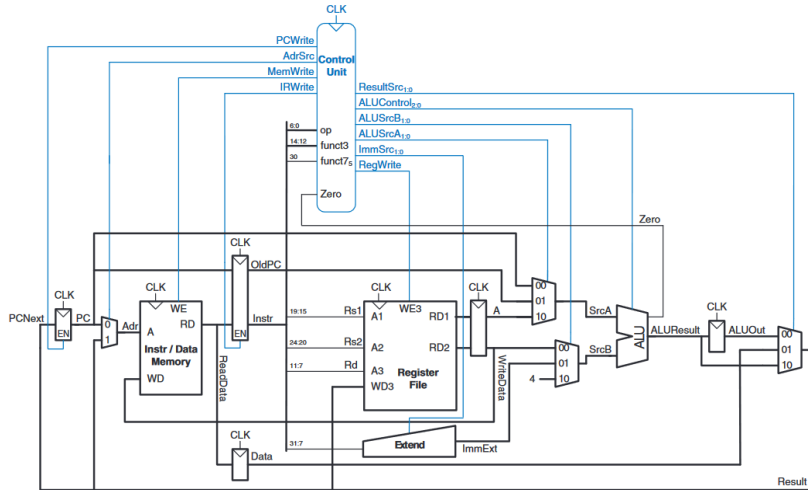 CLK
PCWrite
AdrSrc
MemWrite
IRWrite
Control
Unit
ResultSrc1:0
ALUControl2:0
ALUSrcB1:0
ALUSrcA1:0
ImmSrc1:0
RegWrite
6:0
op
14:12
funct3
30
funct75
Zero
Zero
CLK
OldPC
CLK
PCNext
PC
EN
0
1
Adr
CLK
WE
A
RD
Instr / Data
Memory
WD
ReadData
EN
Instr
19:15
Rs1
24:20
Rs2
11:7
Rd
31:7
CLK
WE3
A1
RD1
A2
RD2
A3
WD3
Register
File
Extend
ImmExt
CLK
A
WriteData
00
01
10
SrcA
00
01
10
4
SrcB
ALU
ALUResult
CLK
ALUOut
00
01
10
CLK
Data
Result